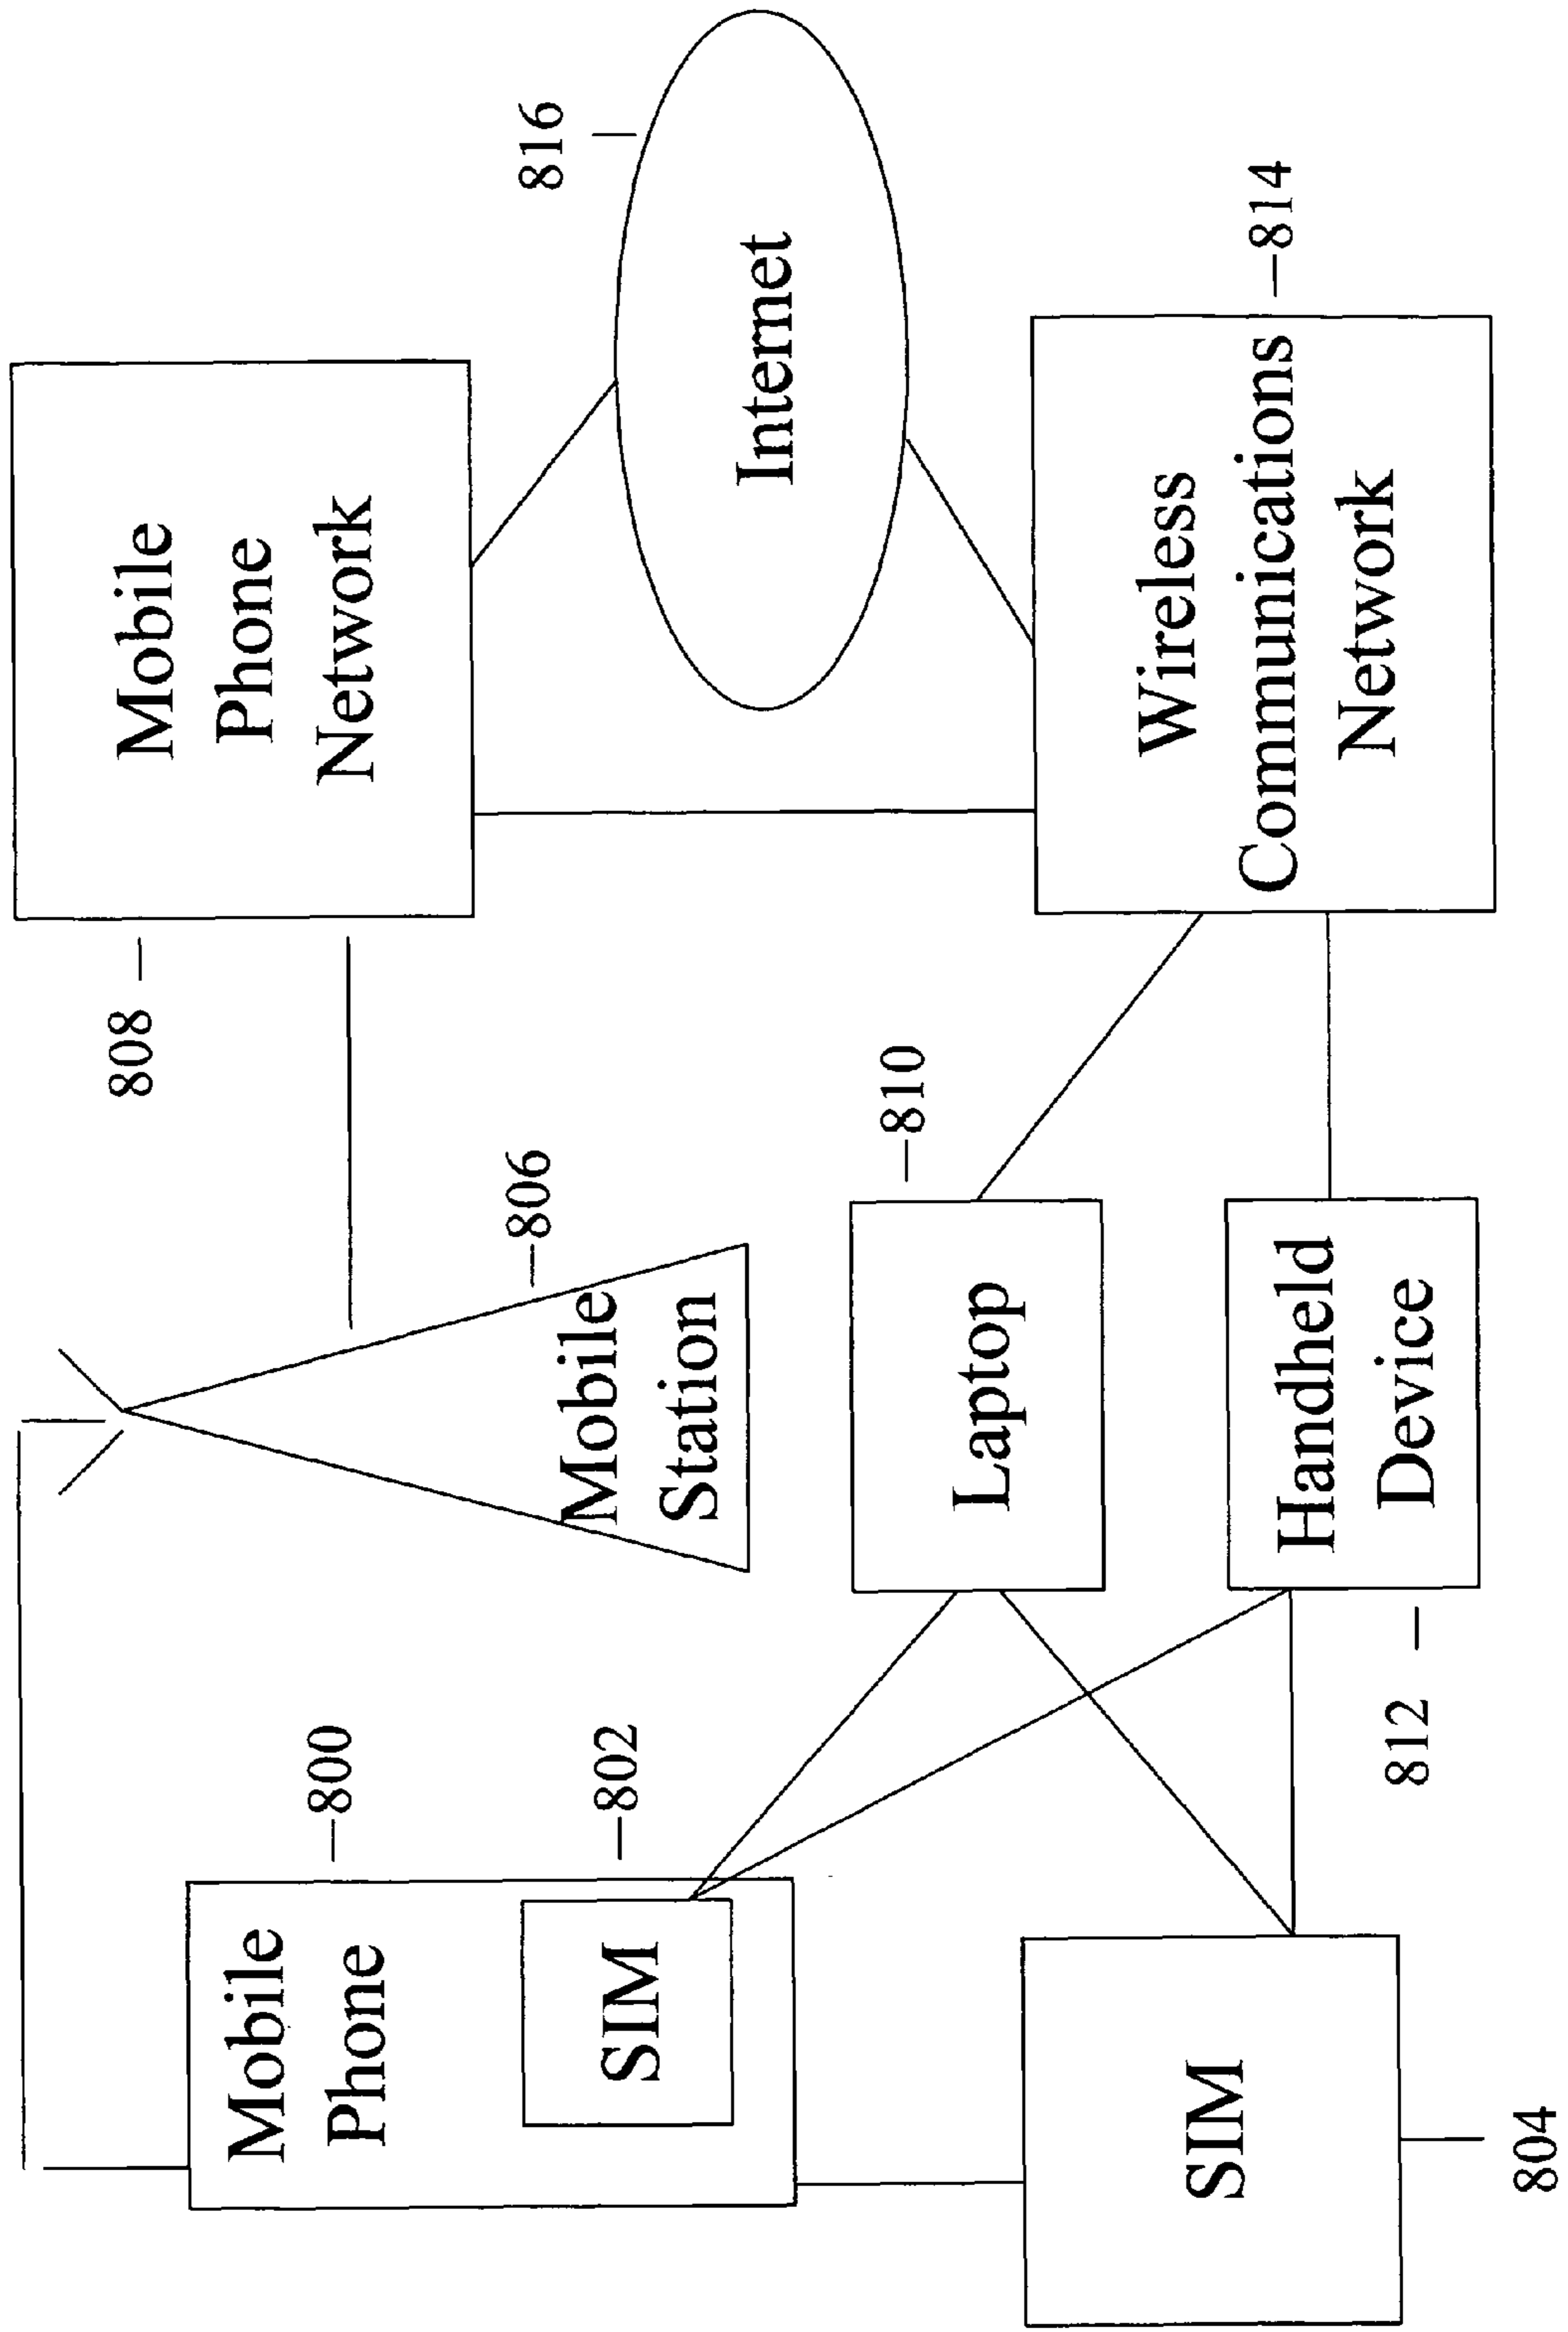 Mobile
Phone
800
SIM
802
SIM
804
Mobile
Station
806
808
Mobile
Phone
Network
Laptop
810
Handheld
Device
812
Wireless
Communications
Network
814
Internet
816